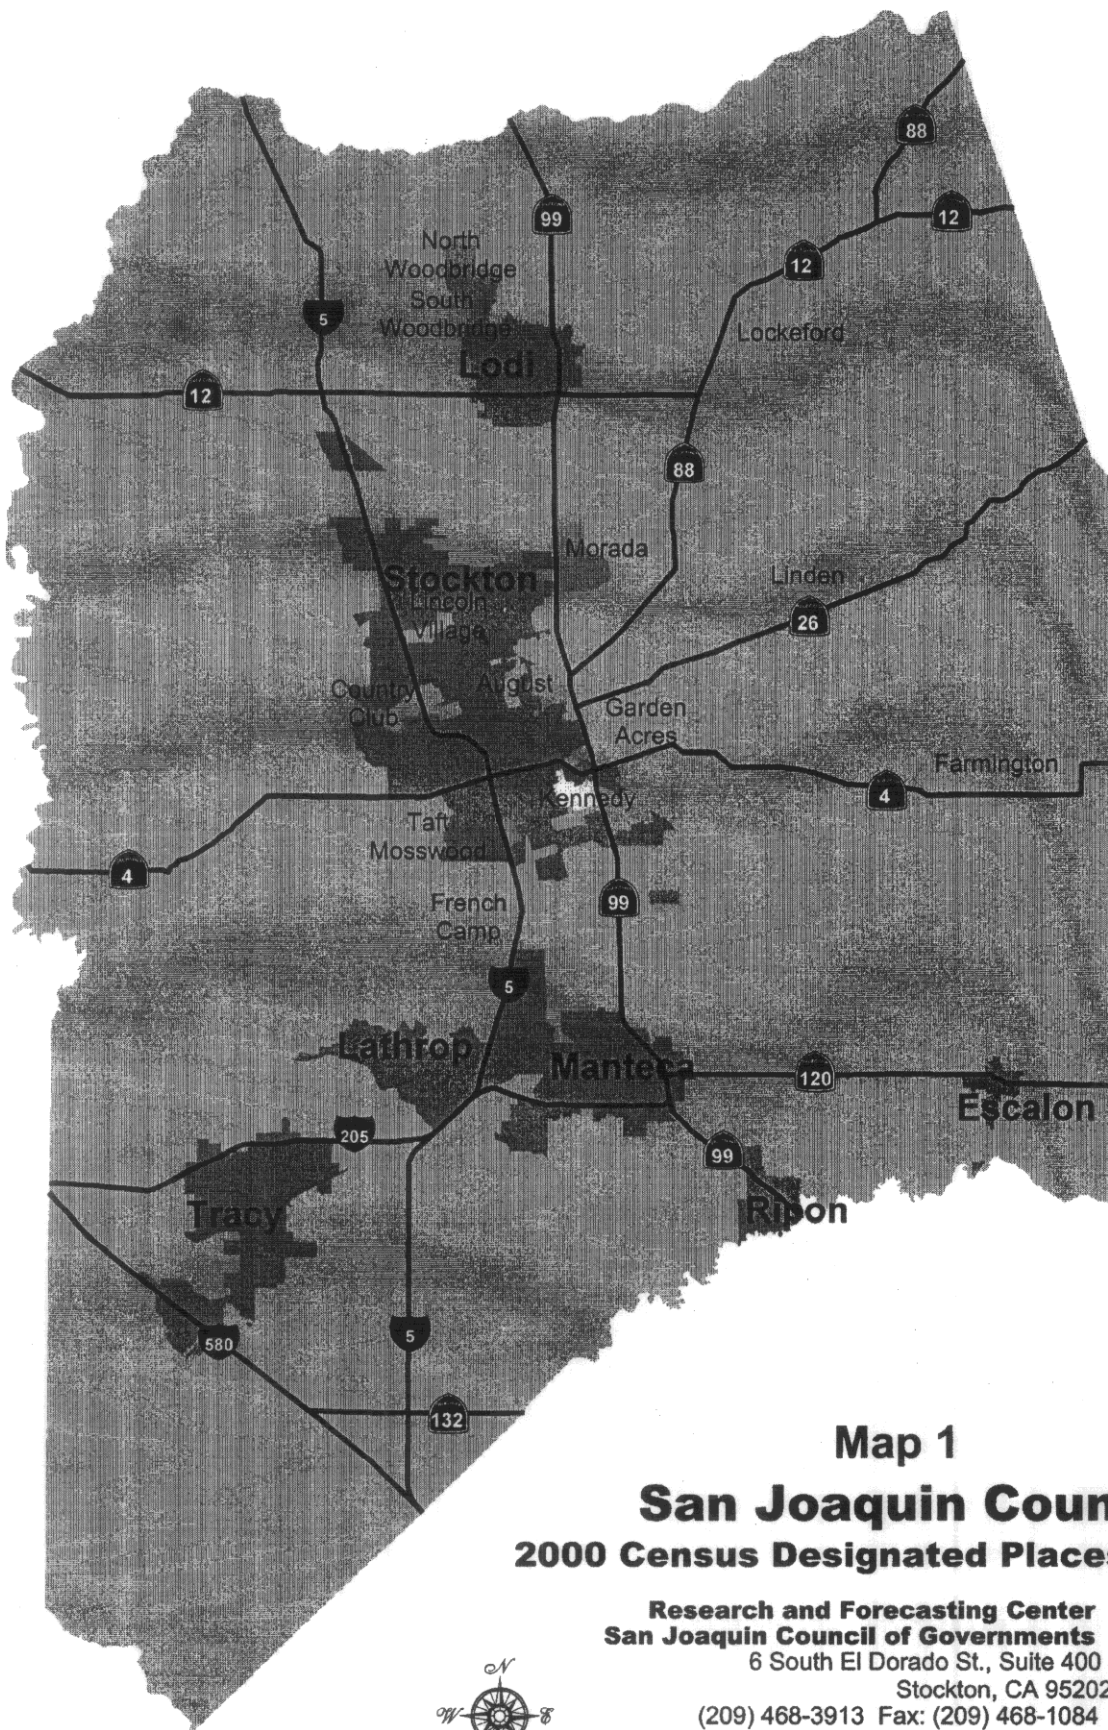 88
99
12
12
North
Woodbridge
South
Woodbridge
5
Lockeford
Lodi
12
88
Morada
Stockton
Linden
Lincoln
Village
26
Country
Club
August
Garden
Acres
Farmington
Kennedy
4
Taft
Mosswood
4
French
Camp
99
5
Lathrop
Manteca
120
Escalon
205
99
Tracy
Ripon
580
5
132
Map 1
San Joaquin Coun
2000 Census Designated Places
Research and Forecasting Center
San Joaquin Council of Governments
6 South El Dorado St., Suite 400
Stockton, CA 95202
(209) 468-3913 Fax: (209) 468-1084
N
W E